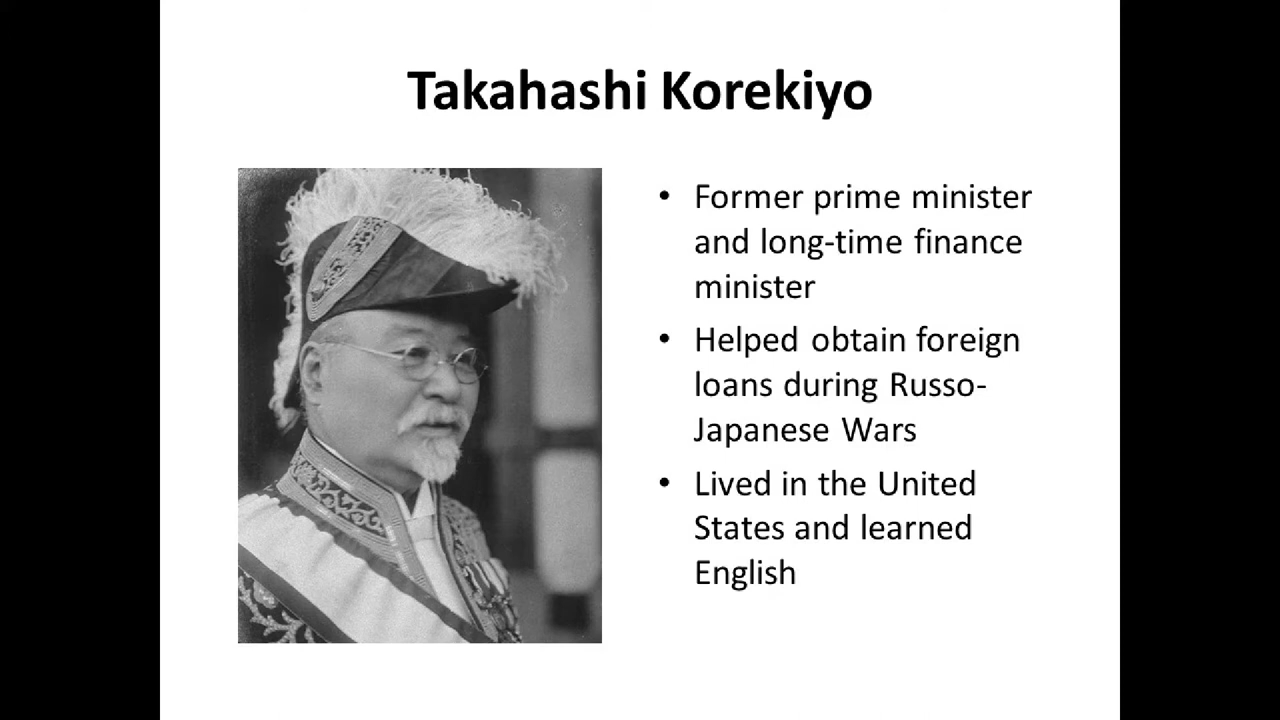 Takahashi Korekiyo
• Former prime minister
and long-time finance
minister
• Helped obtain foreign
loans during Russo-
Japanese Wars
• Lived in the United
States and learned
English